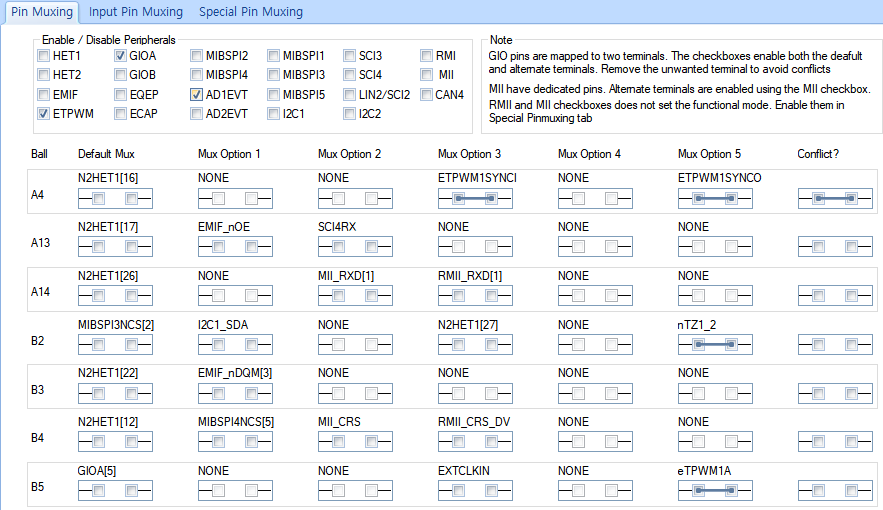 Pin Muxing Input Pin Muxing Special Pin Muxing
Enable / Disable Peripherals
HET1 GIOA MIBSPI2 MIBSPI1 SCI3 RMI
HET2 GIOB MIBSPI4 MIBSPI3 SCI4 MII
EMIF EQEP AD1EVT MIBSPI5 LIN2/SCI2 CAN4
ETPWM ECAP AD2EVT I2C1 I2C2
Note
GIO pins are mapped to two terminals. The checkboxes enable both the deafult
and alternate terminals. Remove the unwanted terminal to avoid conflicts
MII have dedicated pins. Alternate terminals are enabled using the MII checkbox.
RMII and MII checkboxes does not set the functional mode. Enable them in
Special Pinmuxing tab
Ball Default Mux Mux Option 1 Mux Option 2 Mux Option 3 Mux Option 4 Mux Option 5 Conflict?
N2HET1[16] NONE NONE ETPWM1SYNCI NONE ETPWM1SYNCO
A4
N2HET1[17] EMIF_nOE SCI4RX NONE NONE NONE
A13
N2HET1[26] NONE MII_RXD[1] RMII_RXD[1] NONE NONE
A14
MIBSPI3NCS[2] I2C1_SDA NONE N2HET1[27] NONE nTZ1_2
B2
N2HET1[22] EMIF_nDQM[3] NONE NONE NONE NONE
B3
N2HET1[12] MIBSPI4NCS[5] MII_CRS RMII_CRS_DV NONE NONE
B4
GIOA[5] NONE NONE EXTCLKIN NONE eTPWM1A
B5